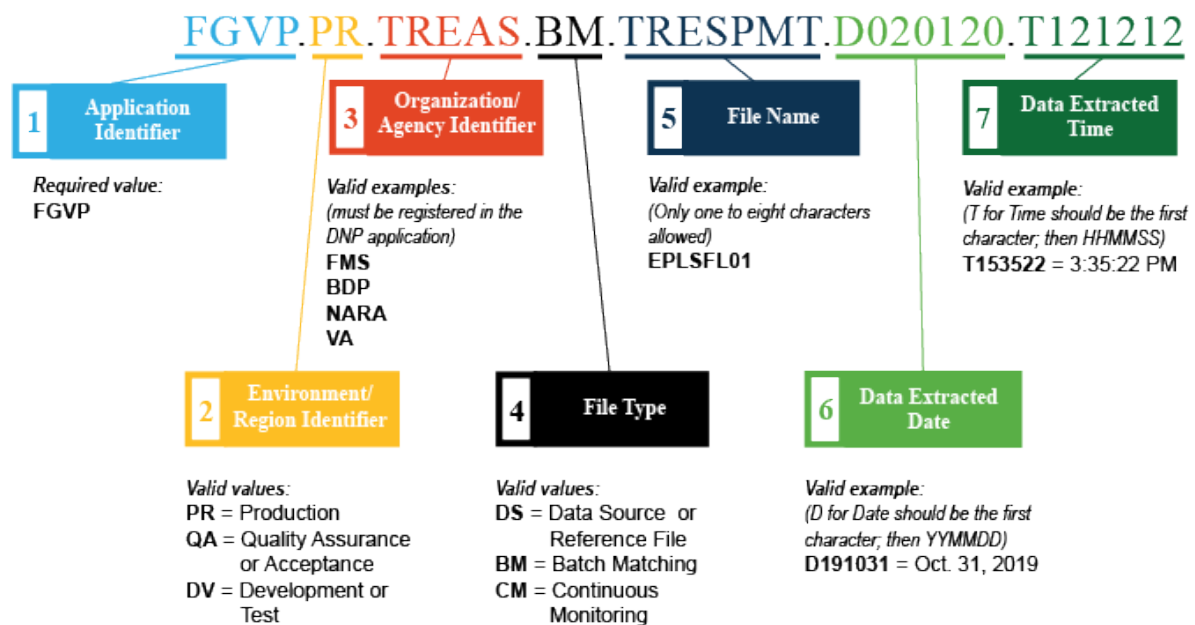 FGVP.PR.TREAS.BM.TRESPMT.D020120.T121212
1
Application
Identifier
Required value:
FGVP
3
Organization/
Agency Identifier
Valid examples:
(must be registered in the
DNP application)
FMS
BDP
NARA
VA
5
File Name
Valid example:
(Only one to eight characters
allowed)
EPLSFL01
7
Data Extracted
Time
Valid example:
(T for Time should be the first
character; then HHMMSS)
T153522 = 3:35:22 PM
2
Environment/
Region Identifier
Valid values:
PR = Production
QA = Quality Assurance
or Acceptance
DV = Development or
Test
4
File Type
Valid values:
DS = Data Source or
Reference File
BM = Batch Matching
CM = Continuous
Monitoring
6
Data Extracted
Date
Valid example:
(D for Date should be the first
character; then YYMMDD)
D191031 = Oct. 31, 2019